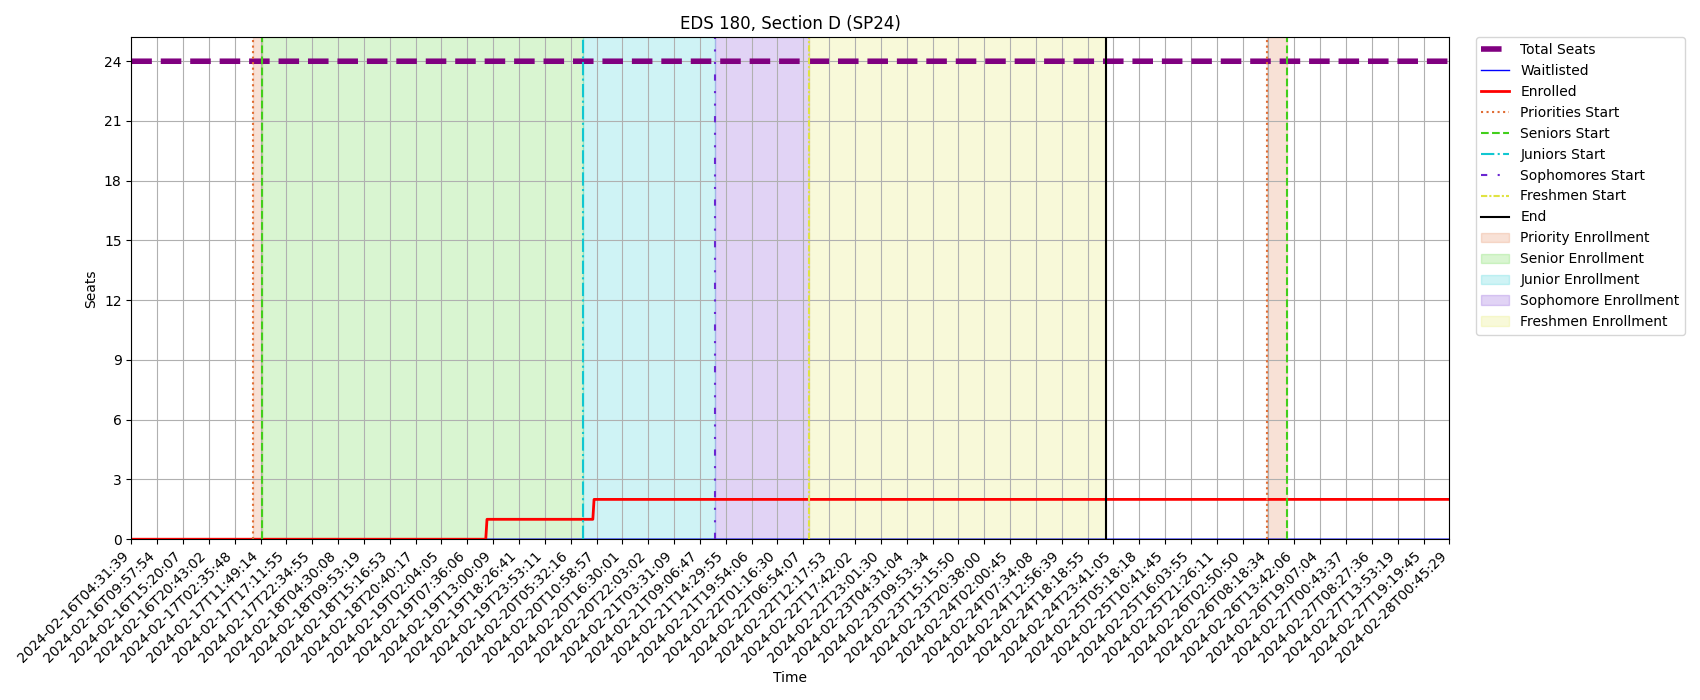 EDS 180, Section D (SP24)
Seats
24
21
18
15
12
9
6
3
0
2024-02-16T04:31:39
2024-02-16T09:57:54
2024-02-16T15:20:07
2024-02-16T20:43:02
2024-02-17T02:35:48
2024-02-17T11:49:14
2024-02-17T17:11:55
2024-02-17T22:34:55
2024-02-18T04:30:08
2024-02-18T09:53:19
2024-02-18T15:16:53
2024-02-18T20:40:17
2024-02-19T02:04:05
2024-02-19T07:36:06
2024-02-19T13:00:09
2024-02-19T18:26:41
2024-02-19T23:53:11
2024-02-20T05:32:16
2024-02-20T10:58:57
2024-02-20T16:30:01
2024-02-20T22:03:02
2024-02-21T03:31:09
2024-02-21T09:06:47
2024-02-21T14:29:55
2024-02-21T19:54:06
2024-02-22T01:16:30
2024-02-22T06:54:07
2024-02-22T12:17:53
2024-02-22T17:42:02
2024-02-22T23:01:30
2024-02-23T04:31:04
2024-02-23T09:53:34
2024-02-23T15:15:50
2024-02-23T20:38:00
2024-02-24T02:00:45
2024-02-24T07:34:08
2024-02-24T12:56:39
2024-02-24T18:18:55
2024-02-24T23:41:05
2024-02-25T05:18:18
2024-02-25T10:41:45
2024-02-25T16:03:55
2024-02-25T21:26:11
2024-02-26T02:50:50
2024-02-26T08:18:34
2024-02-26T13:42:06
2024-02-26T19:07:04
2024-02-27T00:43:37
2024-02-27T08:27:36
2024-02-27T13:53:19
2024-02-27T19:19:45
2024-02-28T00:45:29
Time
Total Seats
Waitlisted
Enrolled
Priorities Start
Seniors Start
Juniors Start
Sophomores Start
Freshmen Start
End
Priority Enrollment
Senior Enrollment
Junior Enrollment
Sophomore Enrollment
Freshmen Enrollment